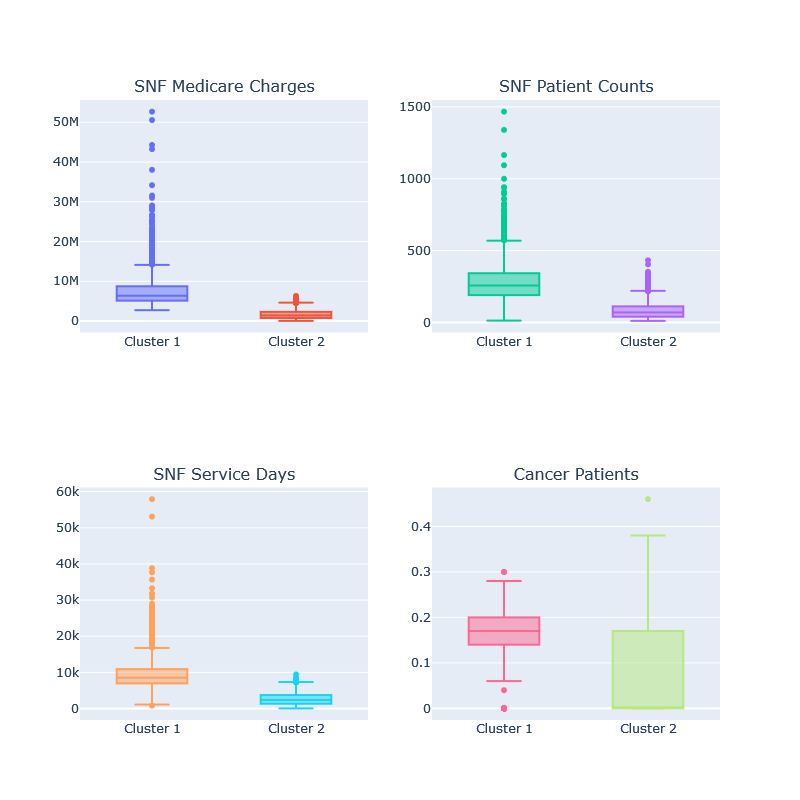 SNF Medicare Charges
50M
40M
30M
20M
10M
0
Cluster 1 Cluster 2
SNF Patient Counts
1500
1000
500
0
Cluster 1 Cluster 2
SNF Service Days
60k
50k
40k
30k
20k
10k
0
Cluster 1 Cluster 2
Cancer Patients
0.4
0.3
0.2
0.1
0
Cluster 1 Cluster 2